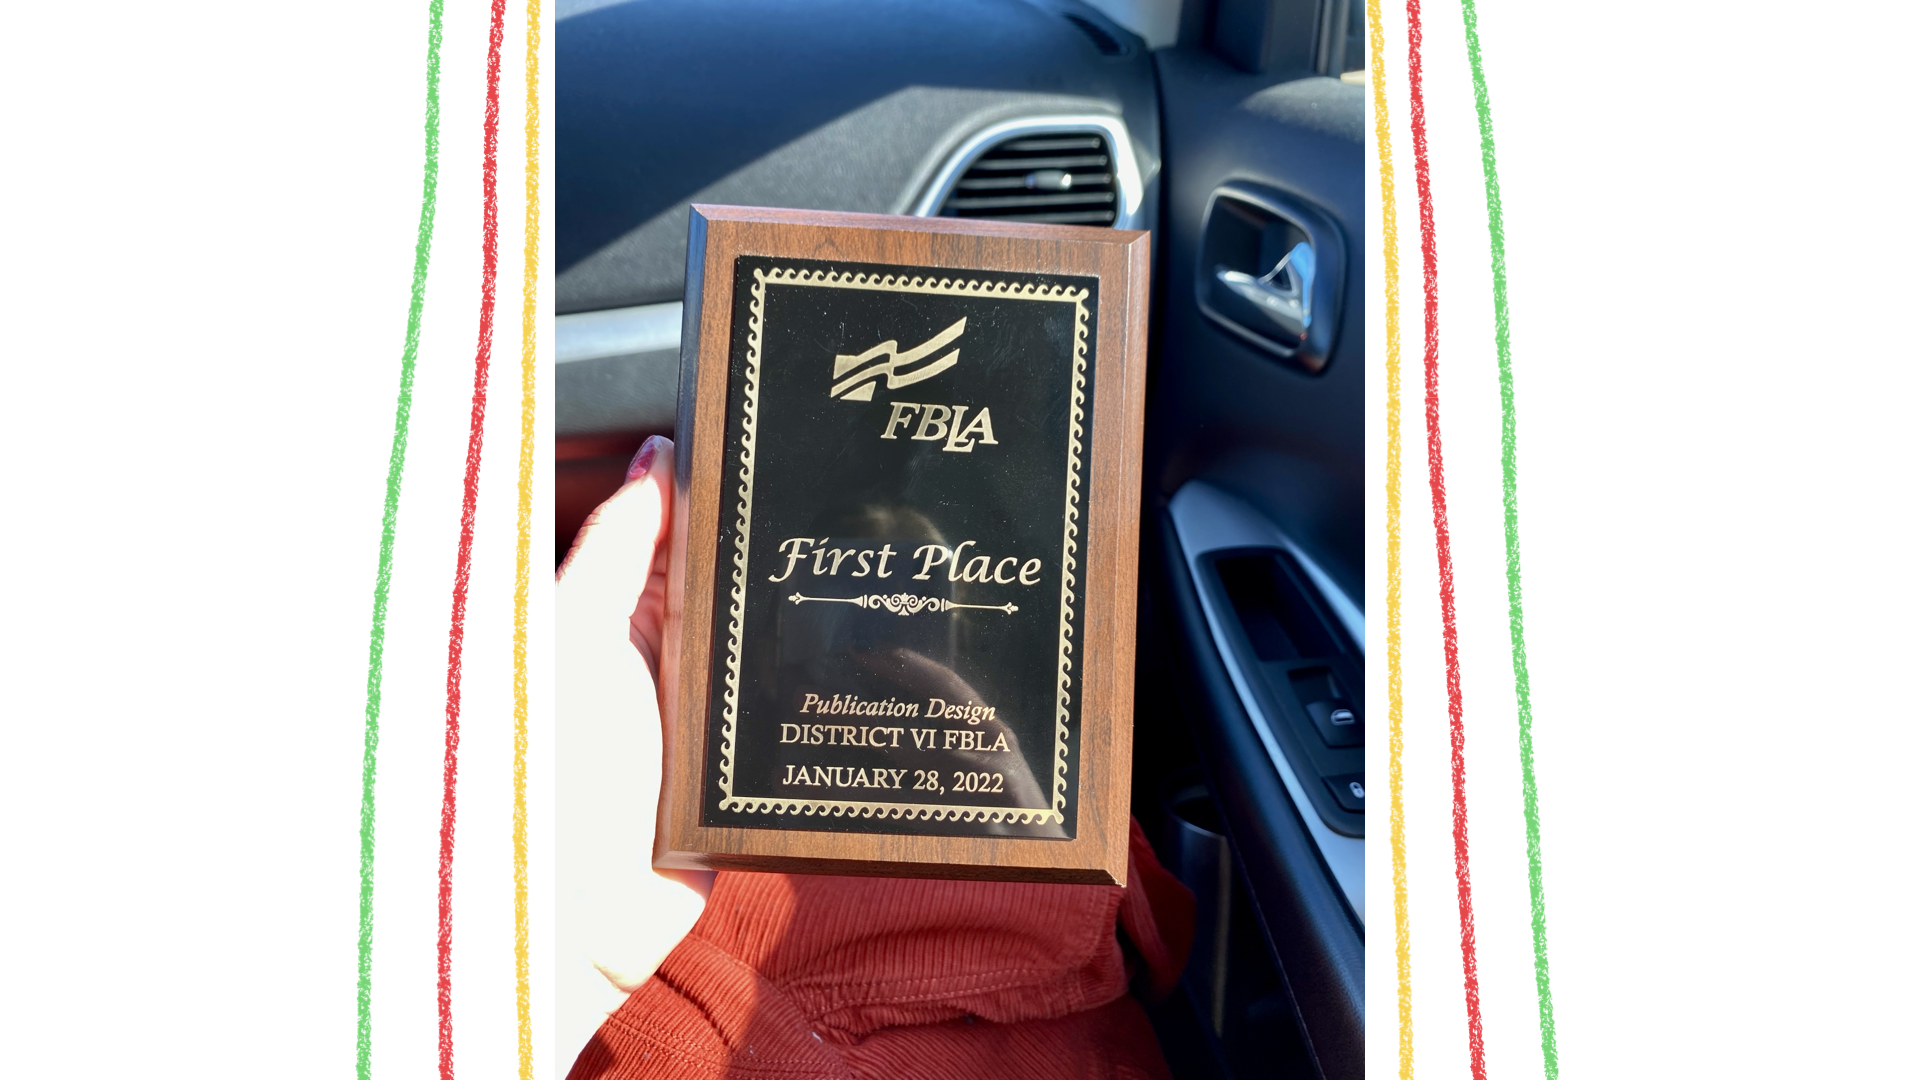 FBLA
First Place
Publication Design
DISTRICT VI FBLA
JANUARY 28, 2022